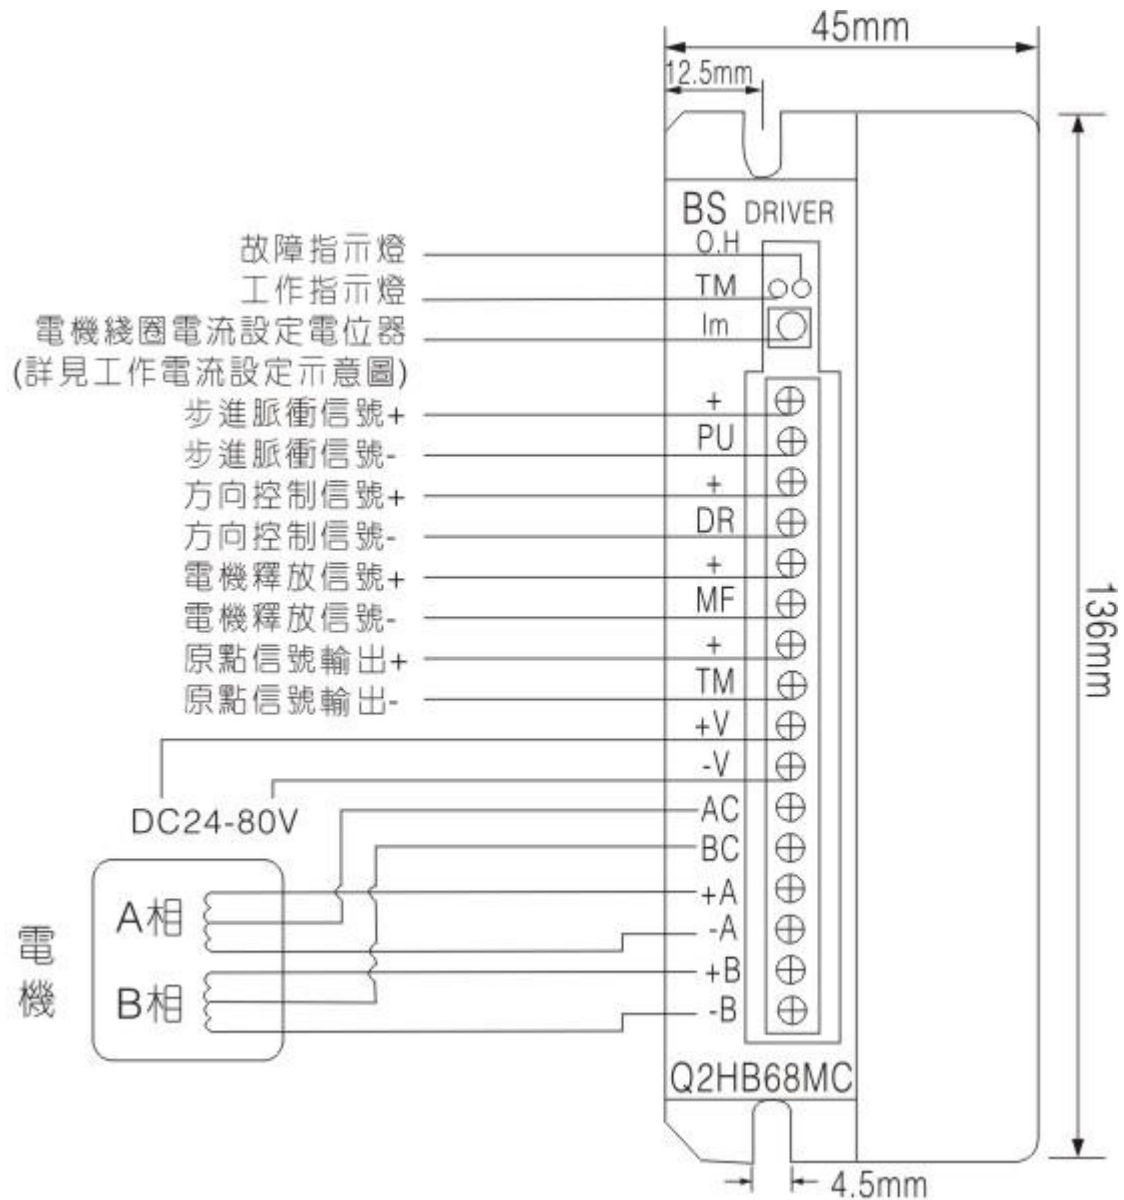 45mm
12.5mm
BS DRIVER
故障指示燈
O.H
工作指示燈
TM
電機綫圈電流設定電位器
Im
(詳見工作電流設定示意圖)
步進脈衝信號+
+
步進脈衝信號-
PU
方向控制信號+
+
方向控制信號-
DR
電機釋放信號+
+
電機釋放信號-
MF
原點信號輸出+
+
原點信號輸出-
TM
+V
-V
DC24-80V
AC
BC
+A
-A
+B
-B
電機
A相
B相
136mm
Q2HB68MC
4.5mm